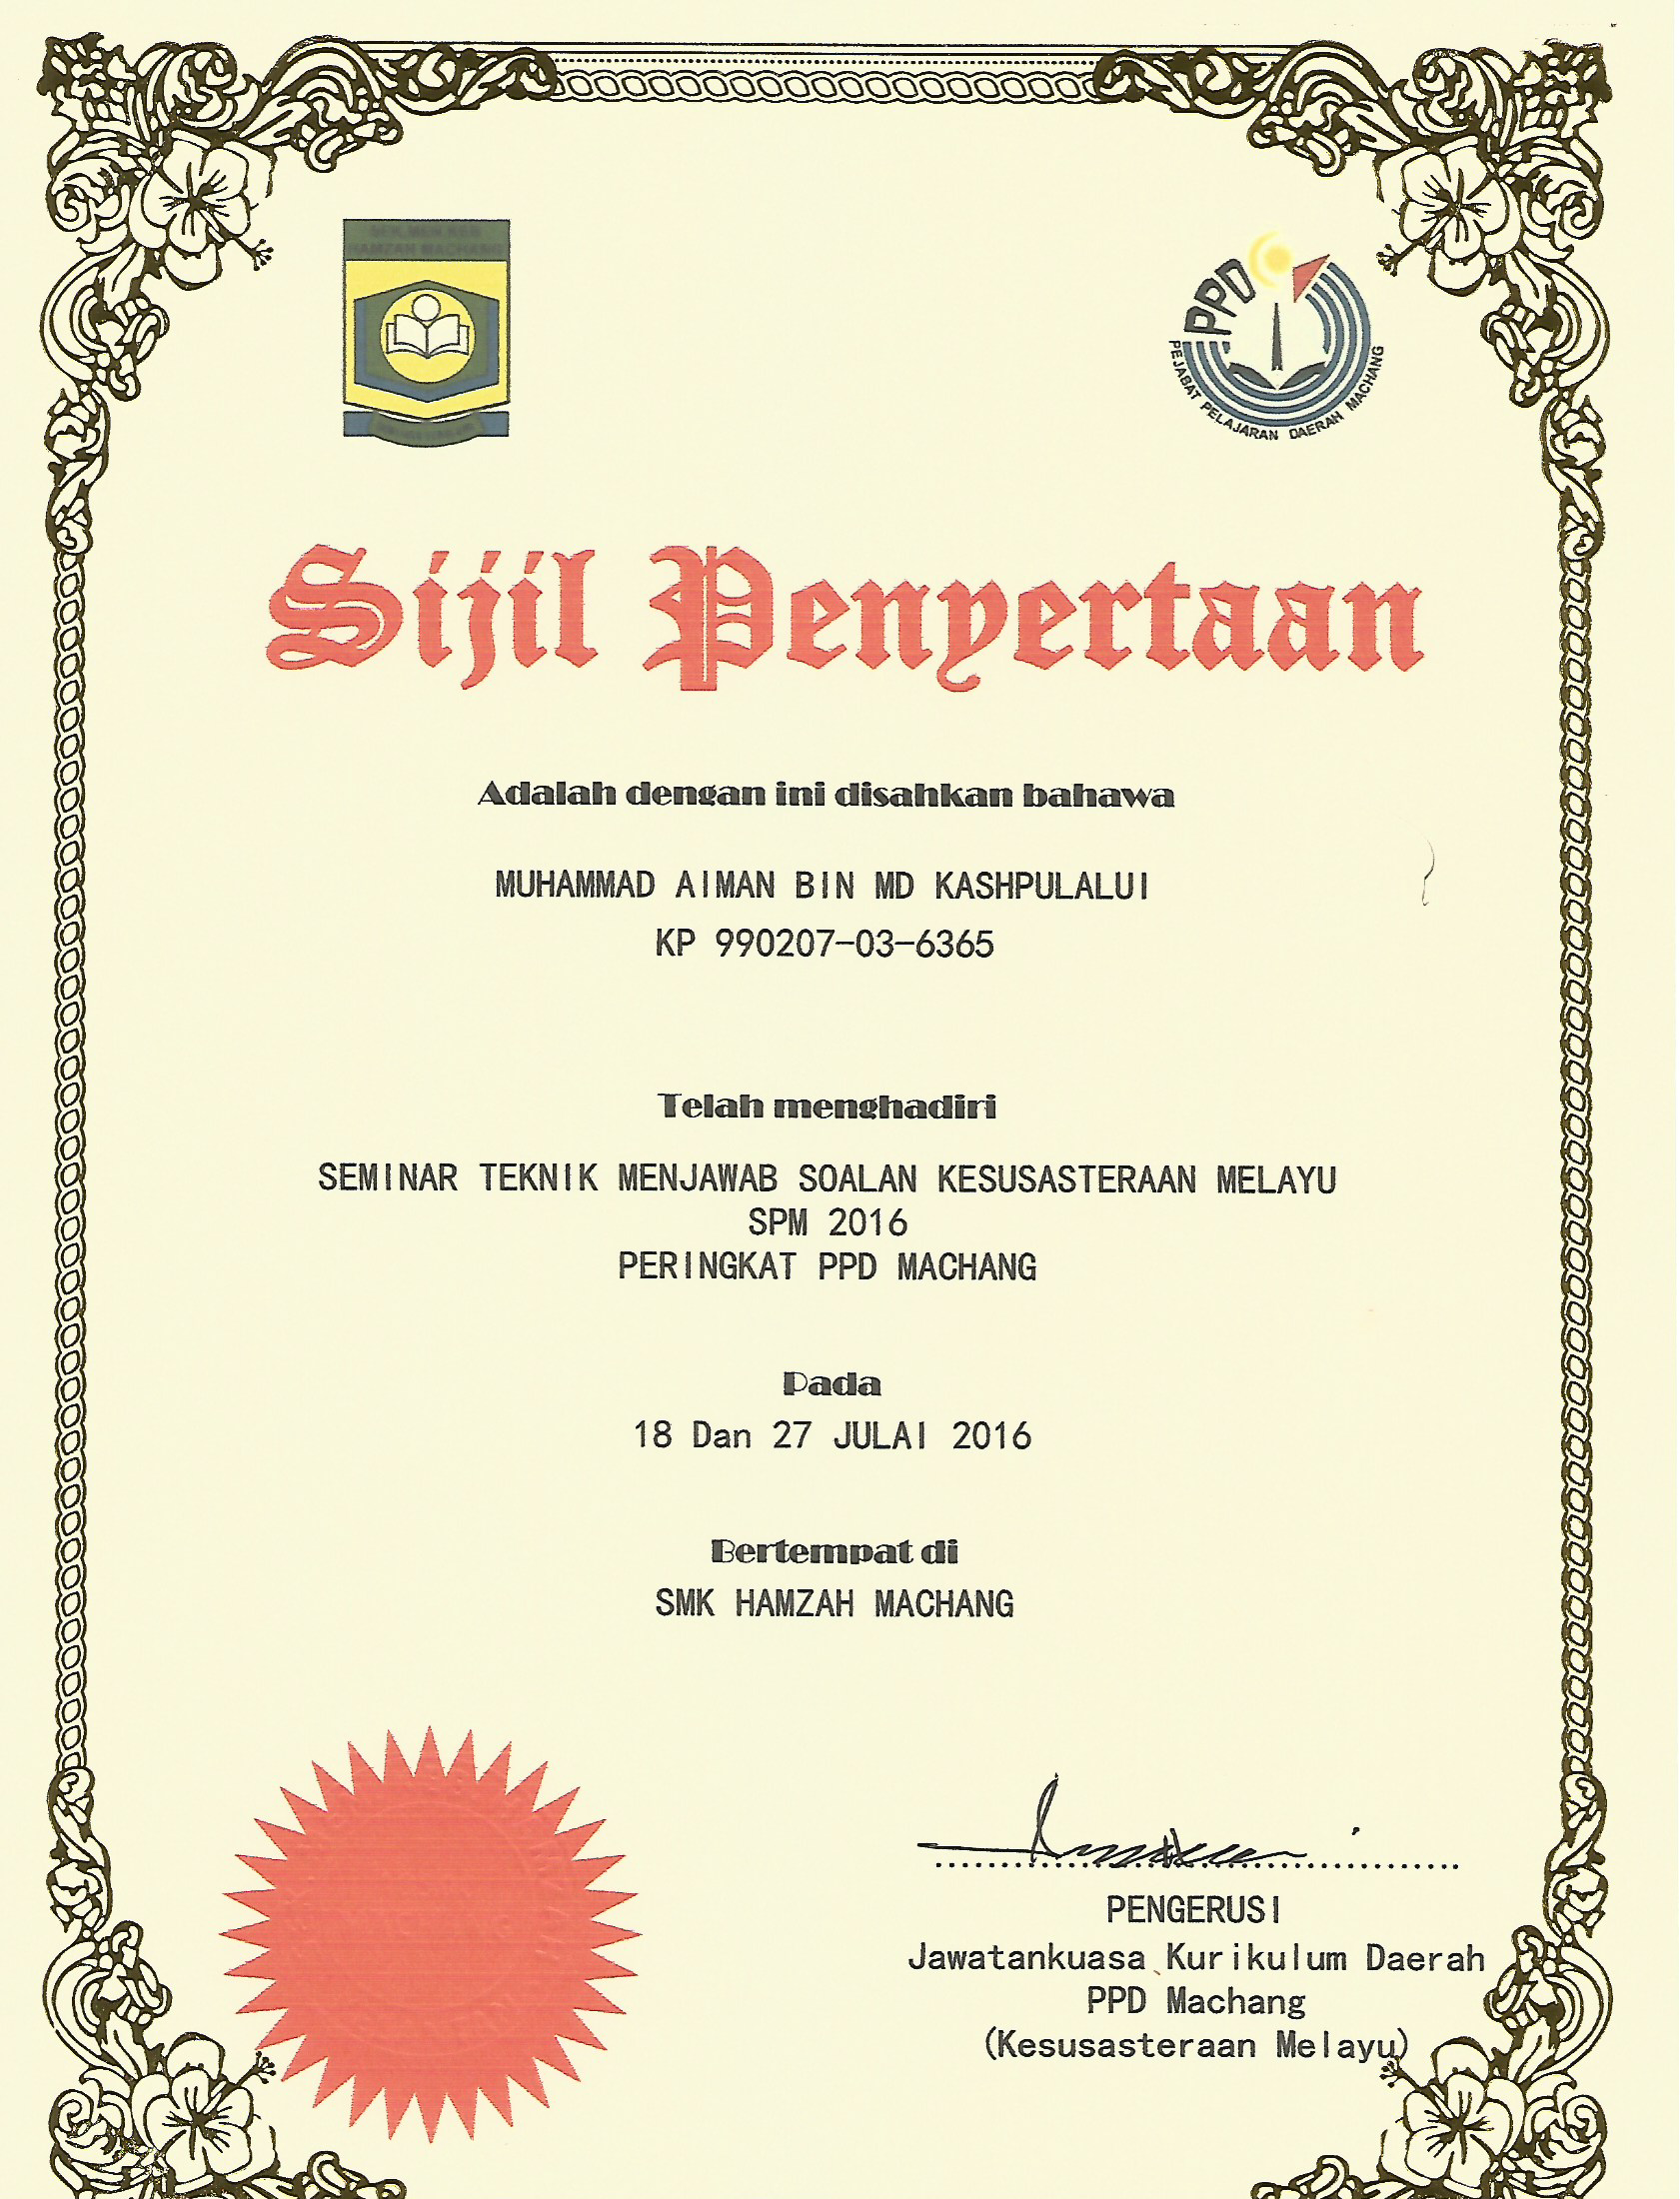 SEK MEN KEB
HAMZAH MACHANG
PPD
PEJABAT PELAJARAN DAERAH MACHANG
Sijil Penyertaan
Adalah dengan ini disahkan bahawa
MUHAMMAD AIMAN BIN MD KASHPULALUI
KP 990207-03-6365
Telah menghadiri
SEMINAR TEKNIK MENJAWAB SOALAN KESUSASTERAAN MELAYU
SPM 2016
PERINGKAT PPD MACHANG
Pada
18 Dan 27 JULAI 2016
Bertempat di
SMK HAMZAH MACHANG
PENGERUSI
Jawatankuasa Kurikulum Daerah
PPD Machang
(Kesusasteraan Melayu)